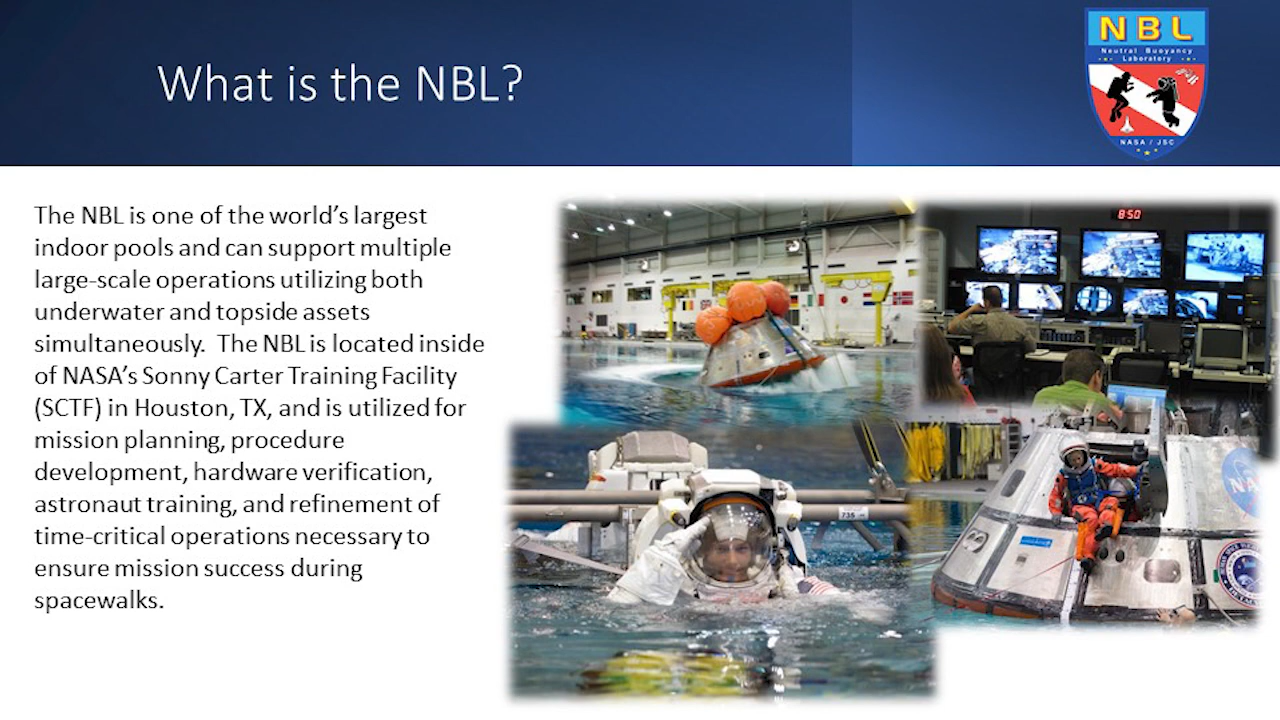 What is the NBL?
NBL
Neutral Buoyancy
Laboratory
NASA / JSC
The NBL is one of the world’s largest
indoor pools and can support multiple
large-scale operations utilizing both
underwater and topside assets
simultaneously.  The NBL is located inside
of NASA’s Sonny Carter Training Facility
(SCTF) in Houston, TX, and is utilized for
mission planning, procedure
development, hardware verification,
astronaut training, and refinement of
time-critical operations necessary to
ensure mission success during
spacewalks.
8:50
735
NA